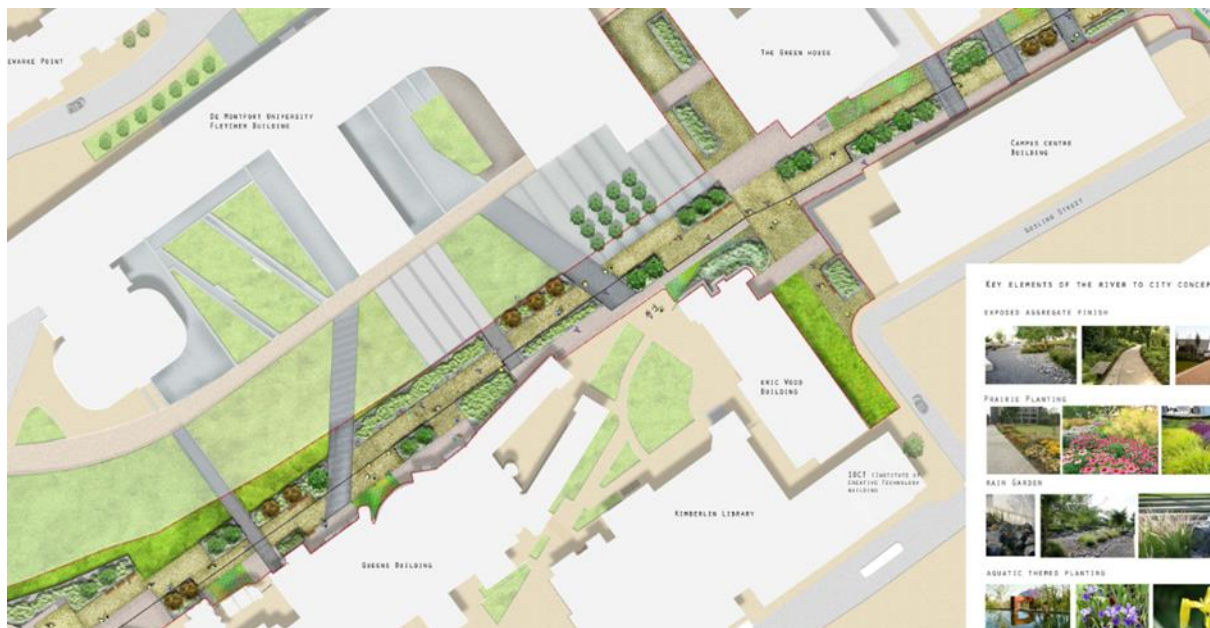 EWARKE POINT
THE GREEN HOUSE
DE MONTFORT UNIVERSITY
FLETCHER BUILDING
CAMPUS CENTRE
BUILDING
GOSLING STREET
KEY ELEMENTS OF THE RIVER TO CITY CONCEP
EXPOSED AGGREGATE FINISH
ERIC WOOD
BUILDING
PRAIRIE PLANTING
IOCT (INSTITUTE OF
CREATIVE TECHNOLOGY
BUILDING
RAIN GARDEN
KIMBERLIN LIBRARY
QUEENS BUILDING
AQUATIC THEMED PLANTING